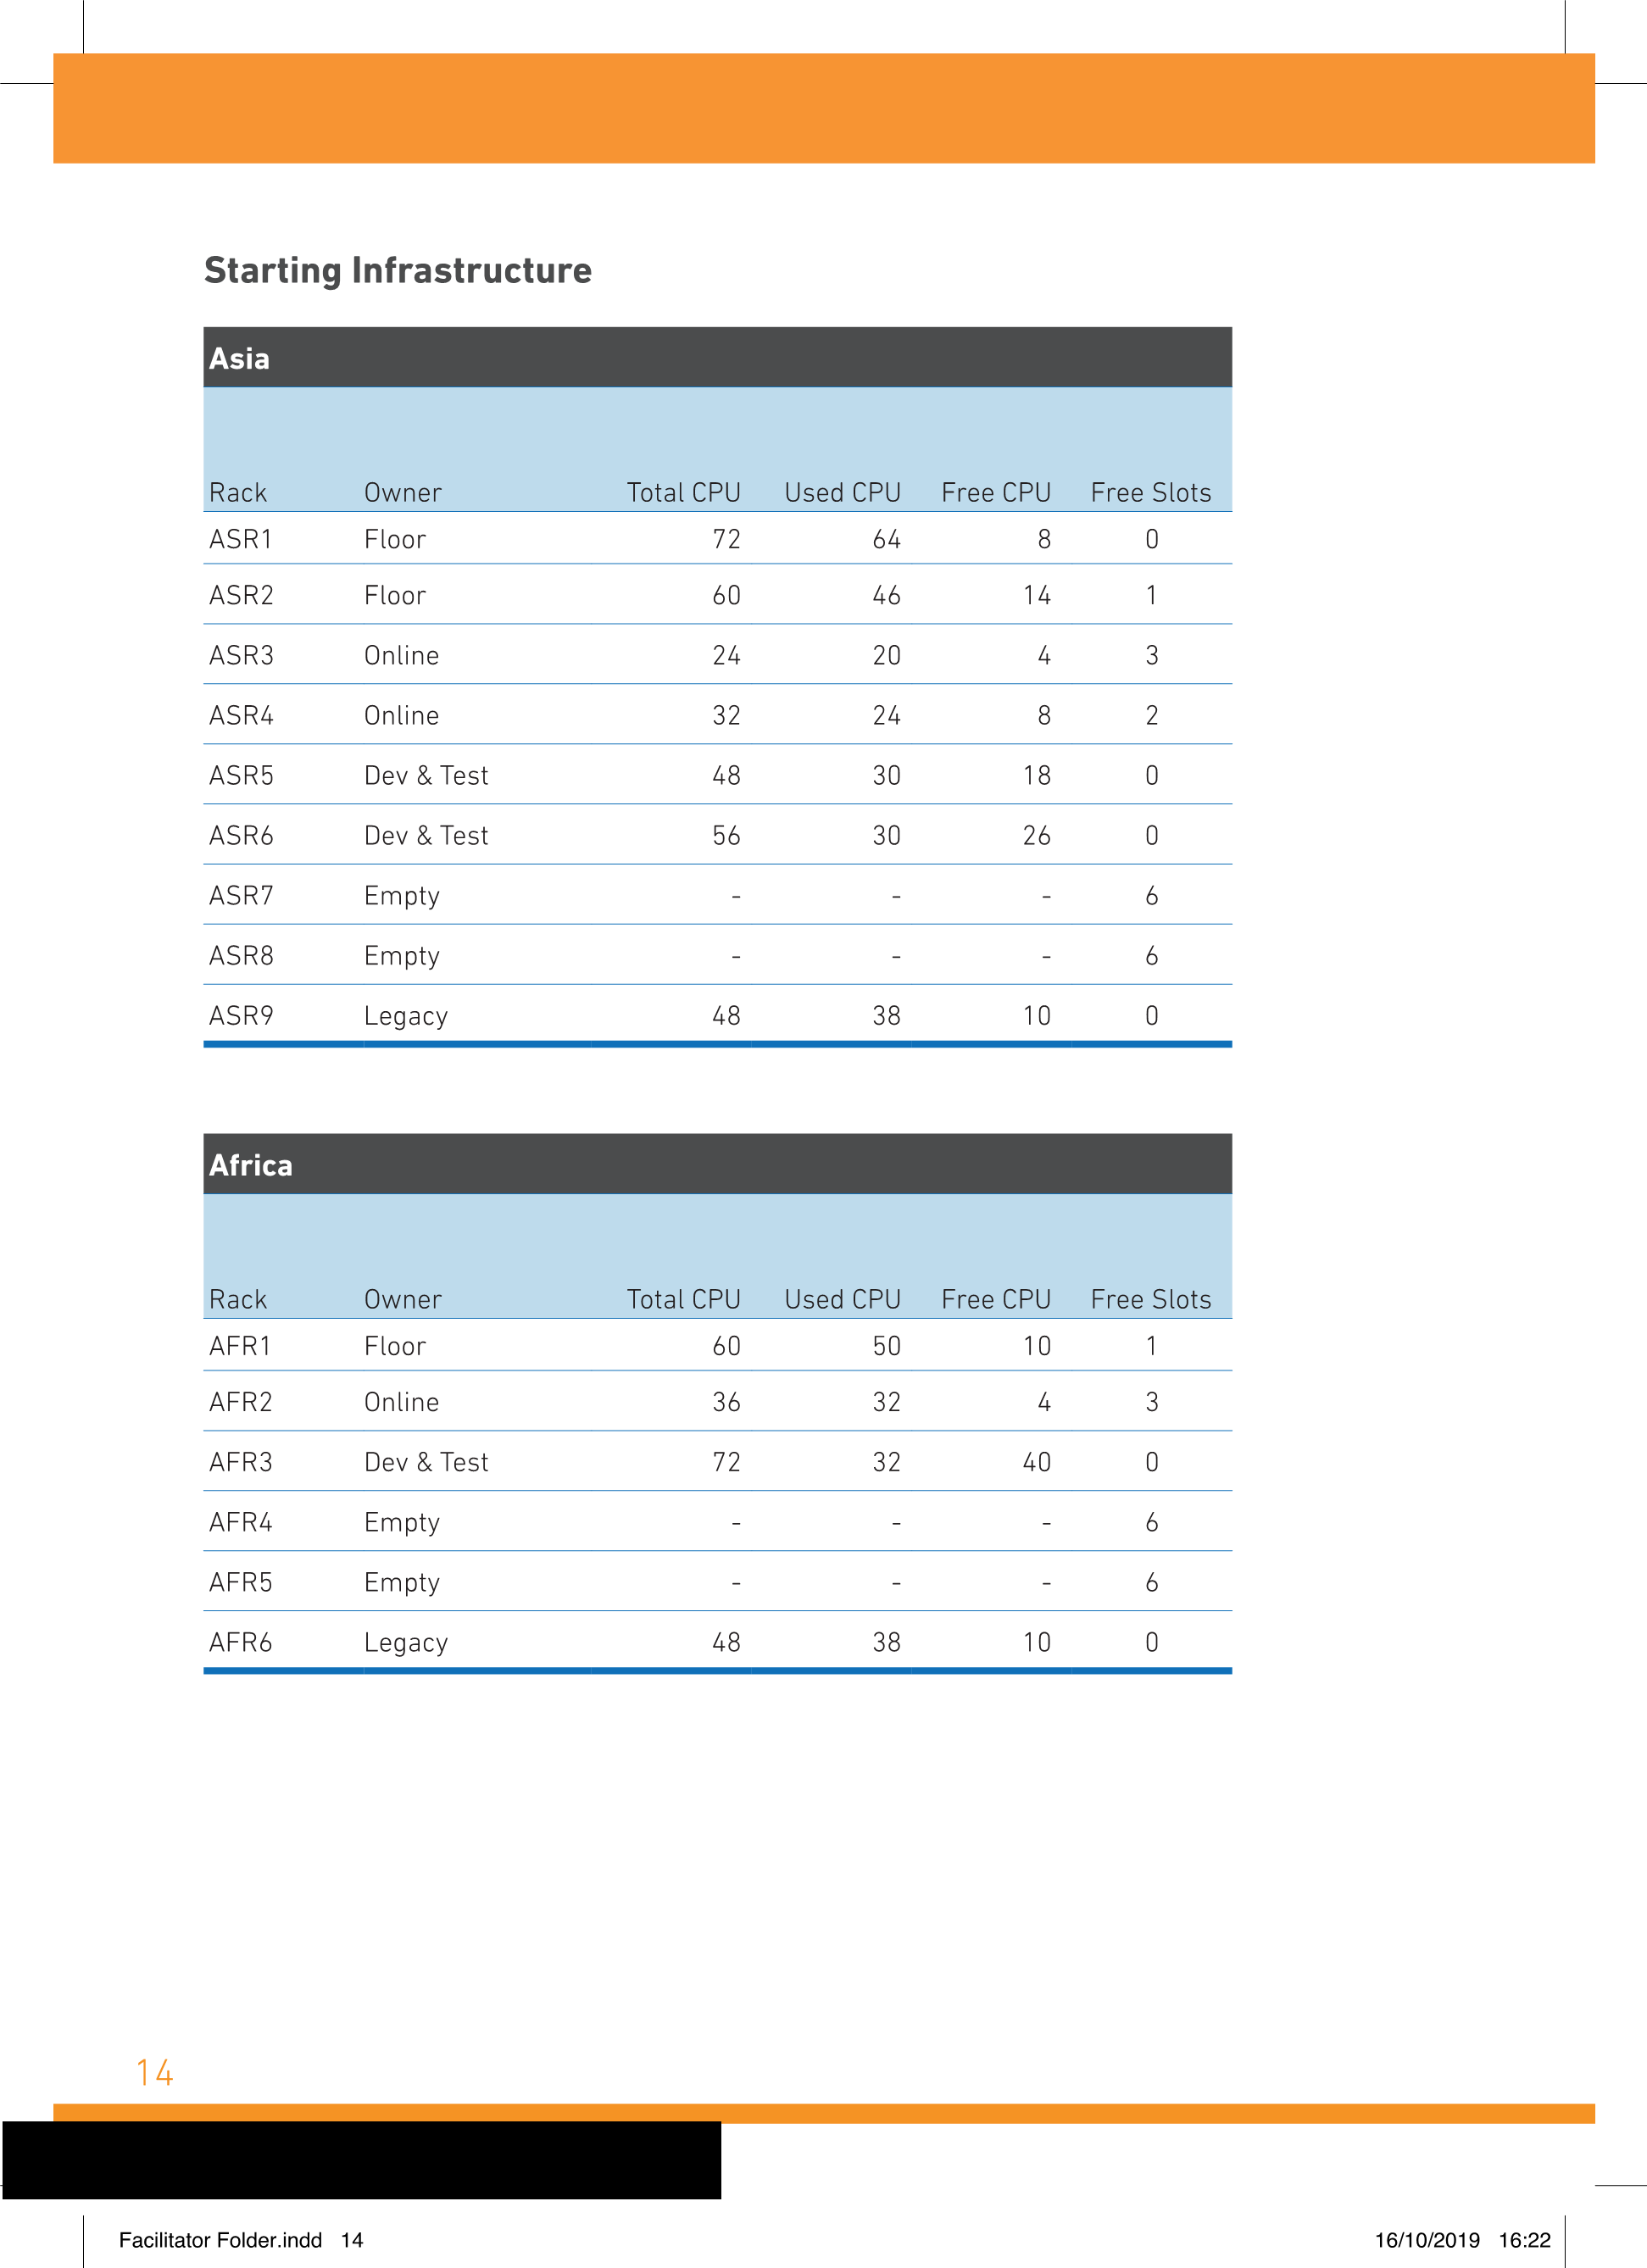 Starting Infrastructure
Asia
Rack Owner Total CPU Used CPU Free CPU Free Slots
ASR1 Floor 72 64 8 0
ASR2 Floor 60 46 14 1
ASR3 Online 24 20 4 3
ASR4 Online 32 24 8 2
ASR5 Dev & Test 48 30 18 0
ASR6 Dev & Test 56 30 26 0
ASR7 Empty - - - 6
ASR8 Empty - - - 6
ASR9 Legacy 48 38 10 0
Africa
Rack Owner Total CPU Used CPU Free CPU Free Slots
AFR1 Floor 60 50 10 1
AFR2 Online 36 32 4 3
AFR3 Dev & Test 72 32 40 0
AFR4 Empty - - - 6
AFR5 Empty - - - 6
AFR6 Legacy 48 38 10 0
14
Facilitator Folder.indd 14 16/10/2019 16:22